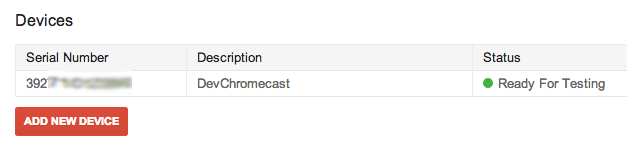 Devices
Serial Number Description Status
392 DevChromecast Ready For Testing
ADD NEW DEVICE